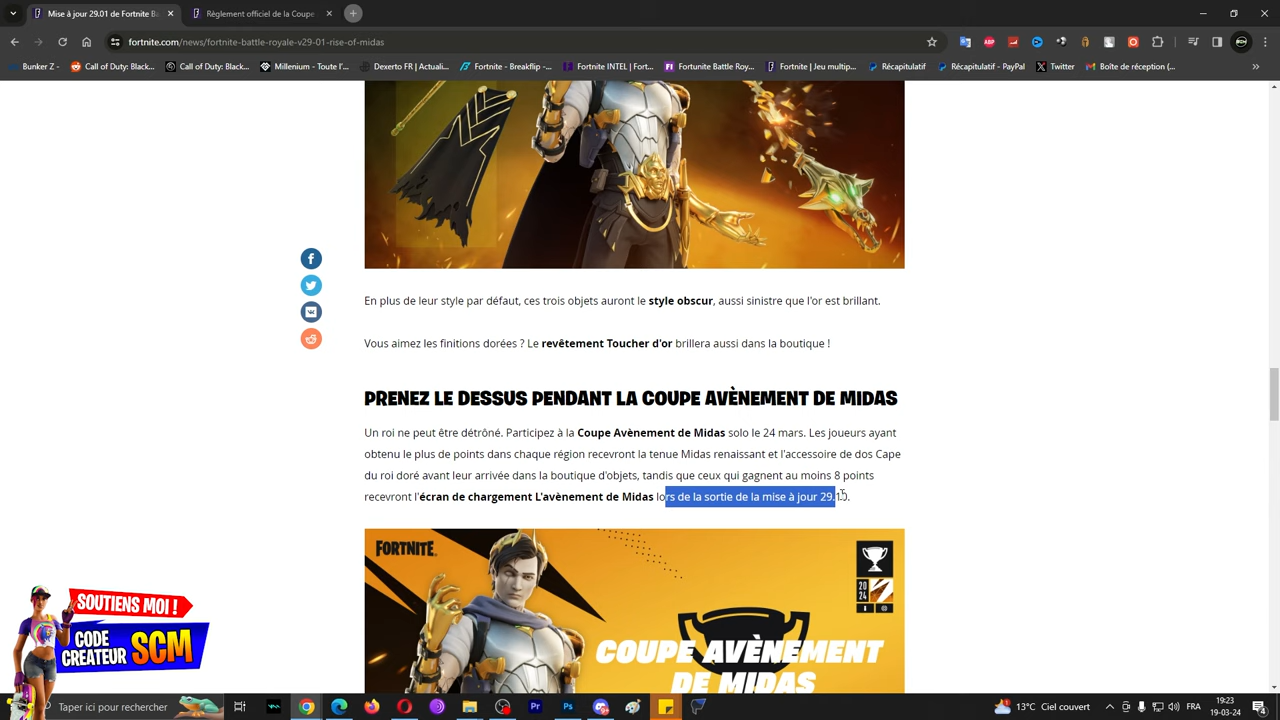 Mise à jour 29.01 de Fortnite Ba
Règlement officiel de la Coupe
fortnite.com/news/fortnite-battle-royale-v29-01-rise-of-midas
Bunker Z -
Call of Duty: Black...
Call of Duty: Black...
Millenium - Toute l'...
Dexerto FR | Actuali...
Fortnite - Breakflip -...
Fortnite INTEL | Fort...
Fortnite Battle Roy...
Fortnite | Jeu multip...
Récapitulatif
Récapitulatif - PayPal
Twitter
Boîte de réception (...
En plus de leur style par défaut, ces trois objets auront le style obscur, aussi sinistre que l'or est brillant.
Vous aimez les finitions dorées ? Le revêtement Toucher d'or brillera aussi dans la boutique !
PRENEZ LE DESSUS PENDANT LA COUPE AVÈNEMENT DE MIDAS
Un roi ne peut être détrôné. Participez à la Coupe Avènement de Midas solo le 24 mars. Les joueurs ayant
obtenu le plus de points dans chaque région recevront la tenue Midas renaissant et l'accessoire de dos Cape
du roi doré avant leur arrivée dans la boutique d'objets, tandis que ceux qui gagnent au moins 8 points
recevront l'écran de chargement L'avènement de Midas lors de la sortie de la mise à jour 29.10.
FORTNITE
2024
COUPE AVÈNEMENT
DE MIDAS
SOUTIENS MOI !
CODE
CREATEUR SCM
Taper ici pour rechercher
13°C Ciel couvert
FRA
19:23
19-03-24